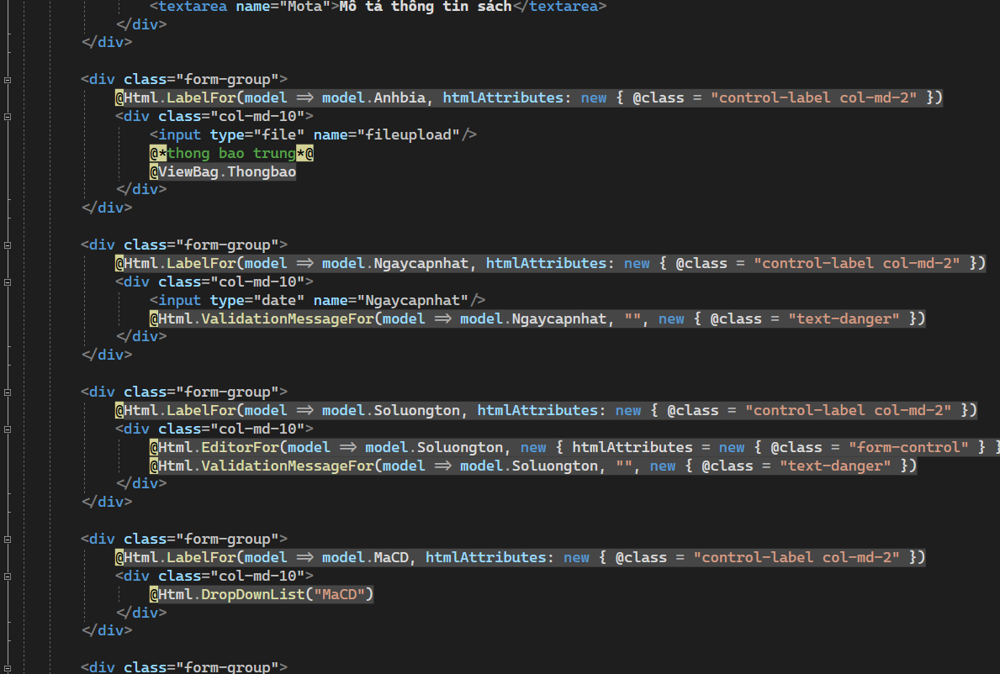 <textarea name="Mota">Mô tả thông tin sách</textarea>
</div>
</div>
<div class="form-group">
@Html.LabelFor(model => model.Anhbia, htmlAttributes: new { @class = "control-label col-md-2" })
<div class="col-md-10">
<input type="file" name="fileupload"/>
@*thong bao trung*@
@ViewBag.Thongbao
</div>
</div>
<div class="form-group">
@Html.LabelFor(model => model.Ngaycapnhat, htmlAttributes: new { @class = "control-label col-md-2" })
<div class="col-md-10">
<input type="date" name="Ngaycapnhat"/>
@Html.ValidationMessageFor(model => model.Ngaycapnhat, "", new { @class = "text-danger" })
</div>
</div>
<div class="form-group">
@Html.LabelFor(model => model.Soluongton, htmlAttributes: new { @class = "control-label col-md-2" })
<div class="col-md-10">
@Html.EditorFor(model => model.Soluongton, new { htmlAttributes = new { @class = "form-control" } }
@Html.ValidationMessageFor(model => model.Soluongton, "", new { @class = "text-danger" })
</div>
</div>
<div class="form-group">
@Html.LabelFor(model => model.MaCD, htmlAttributes: new { @class = "control-label col-md-2" })
<div class="col-md-10">
@Html.DropDownList("MaCD")
</div>
</div>
<div class="form-group">